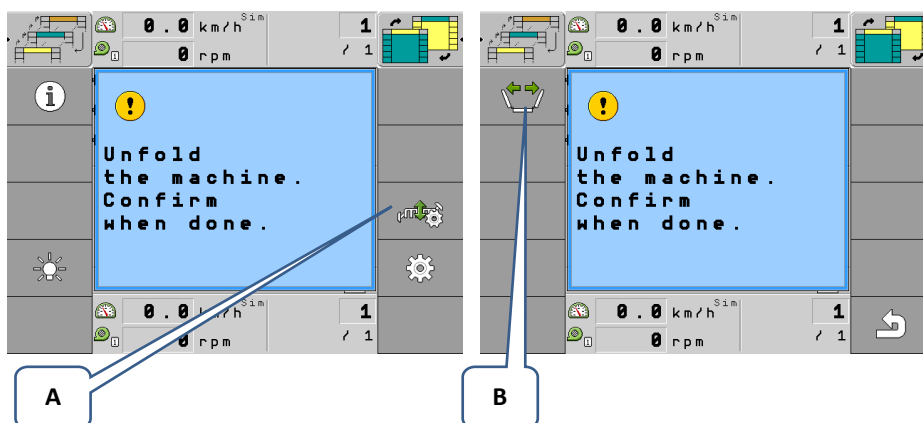 0.0 km/h Sim 1
0 rpm 1
i
i
Unfold
the machine.
Confirm
when done.
0.0 km/h Sim 1
0 rpm 1
i
A
0.0 km/h Sim 1
0 rpm 1
i
Unfold
the machine.
Confirm
when done.
0.0 km/h Sim 1
0 rpm 1
i
B